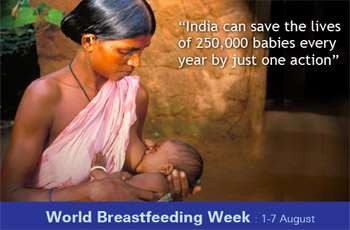 “India can save the lives
of 250,000 babies every
year by just one action”
World Breastfeeding Week : 1-7 August